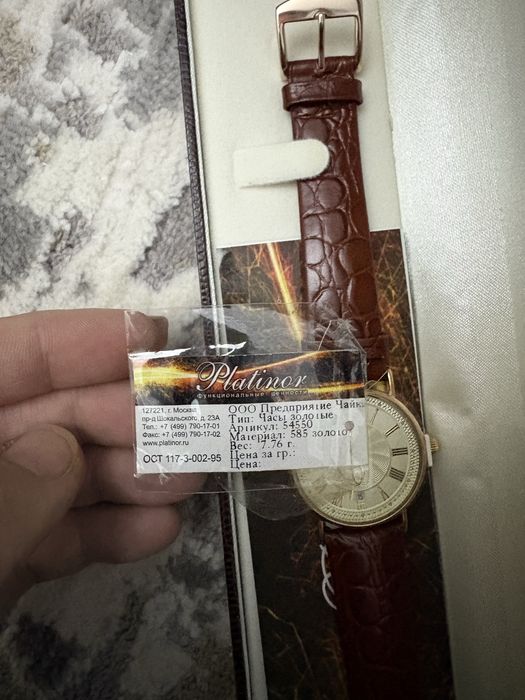 Platinor
Функциональные ценности
127221, г. Москва
пр-д Шокальского, д. 23А
Тел.: +7 (499) 790-17-01
Факс: +7 (499) 790-17-02
www.platinor.ru
ОСТ 117-3-002-95
ООО Предприятие Чайка
Тип: Часы золотые
Артикул: 54550
Материал: 585 золото
Вес: 7.76 г.
Цена за гр.:
Цена: